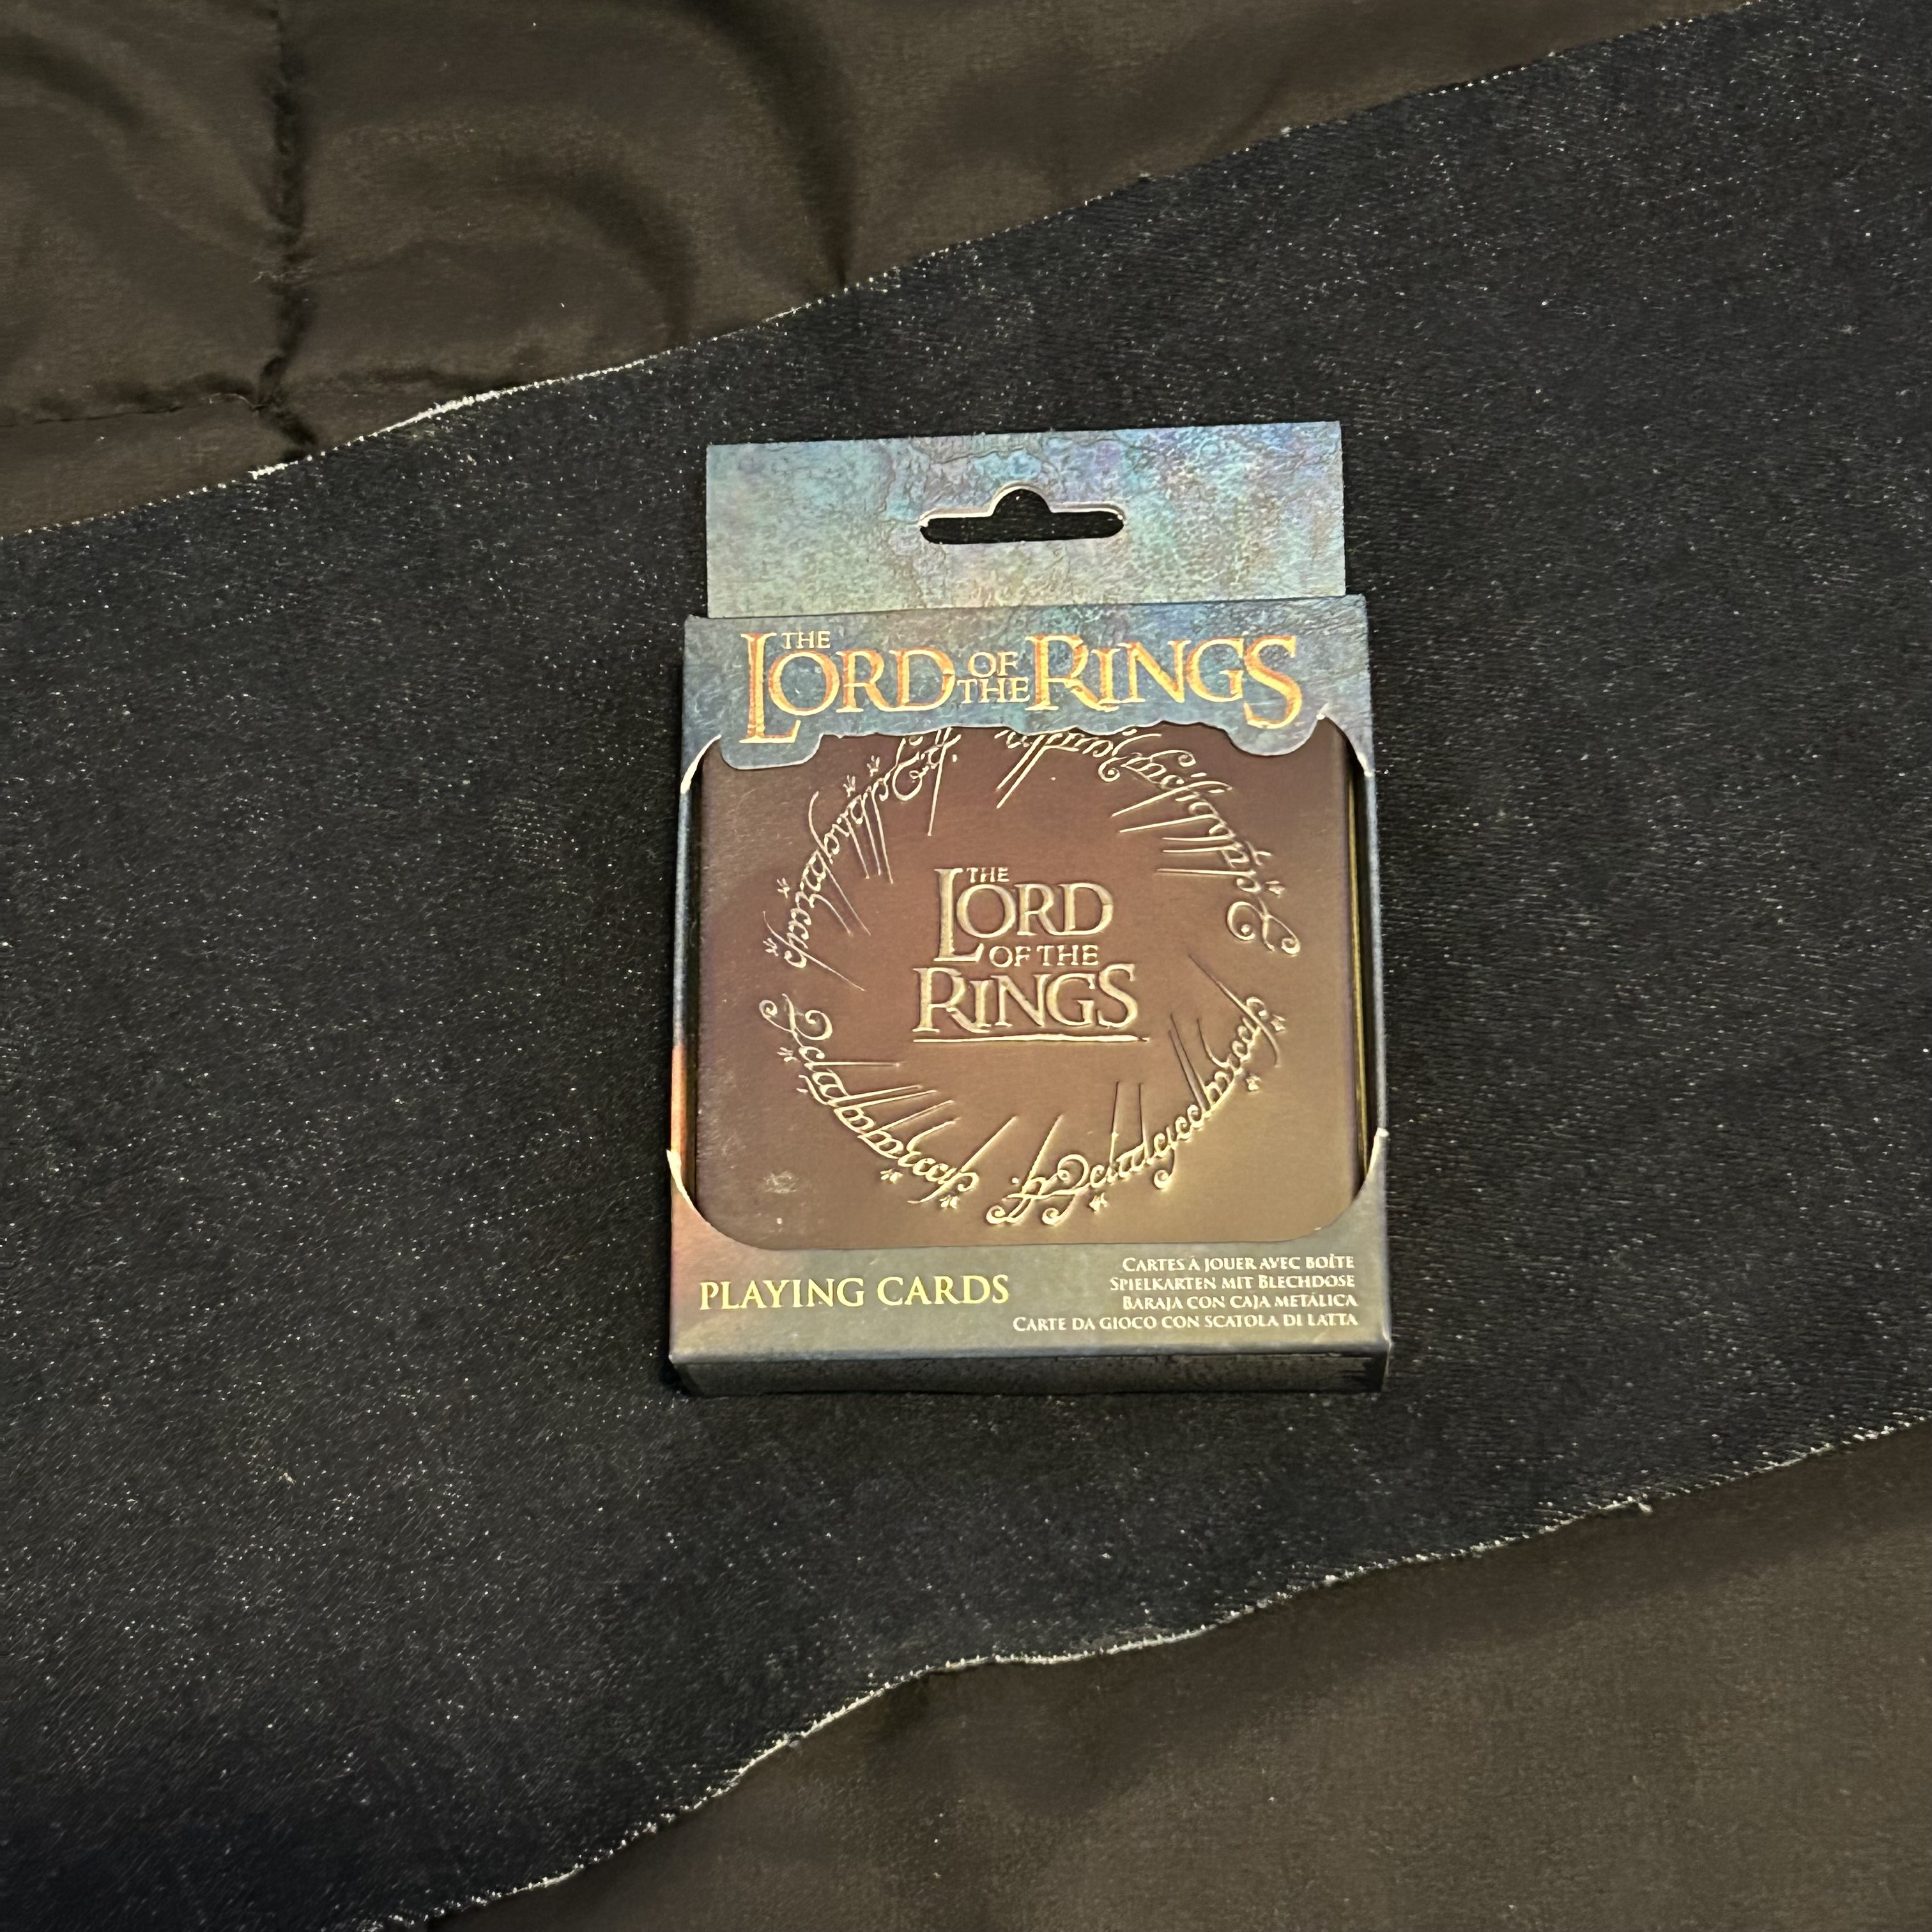 THE LORD OF THE RINGS
THE
LORD
OF THE
RINGS
PLAYING CARDS
CARTES À JOUER AVEC BOÎTE
SPIELKARTEN MIT BLECHDOSE
BARAJA CON CAJA METÁLICA
CARTE DA GIOCO CON SCATOLA DI LATTA